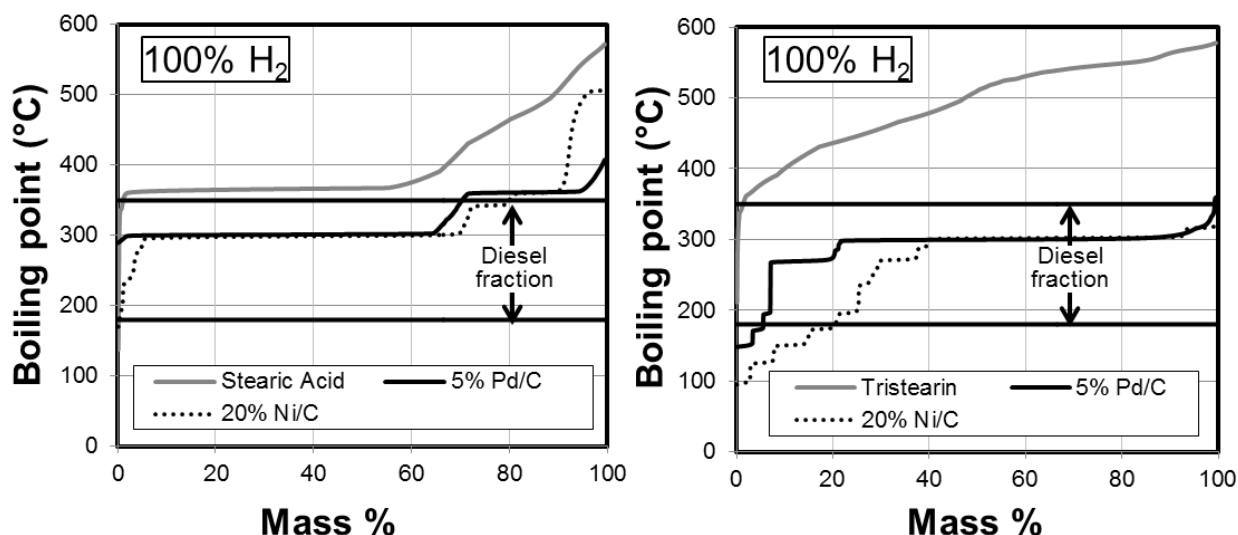 100% H₂
Boiling point (°C)
600
500
400
300
200
100
0
Diesel
fraction
Stearic Acid
5% Pd/C
20% Ni/C
0
20
40
60
80
100
Mass %
100% H₂
Boiling point (°C)
600
500
400
300
200
100
0
Diesel
fraction
Tristearin
5% Pd/C
20% Ni/C
0
20
40
60
80
100
Mass %